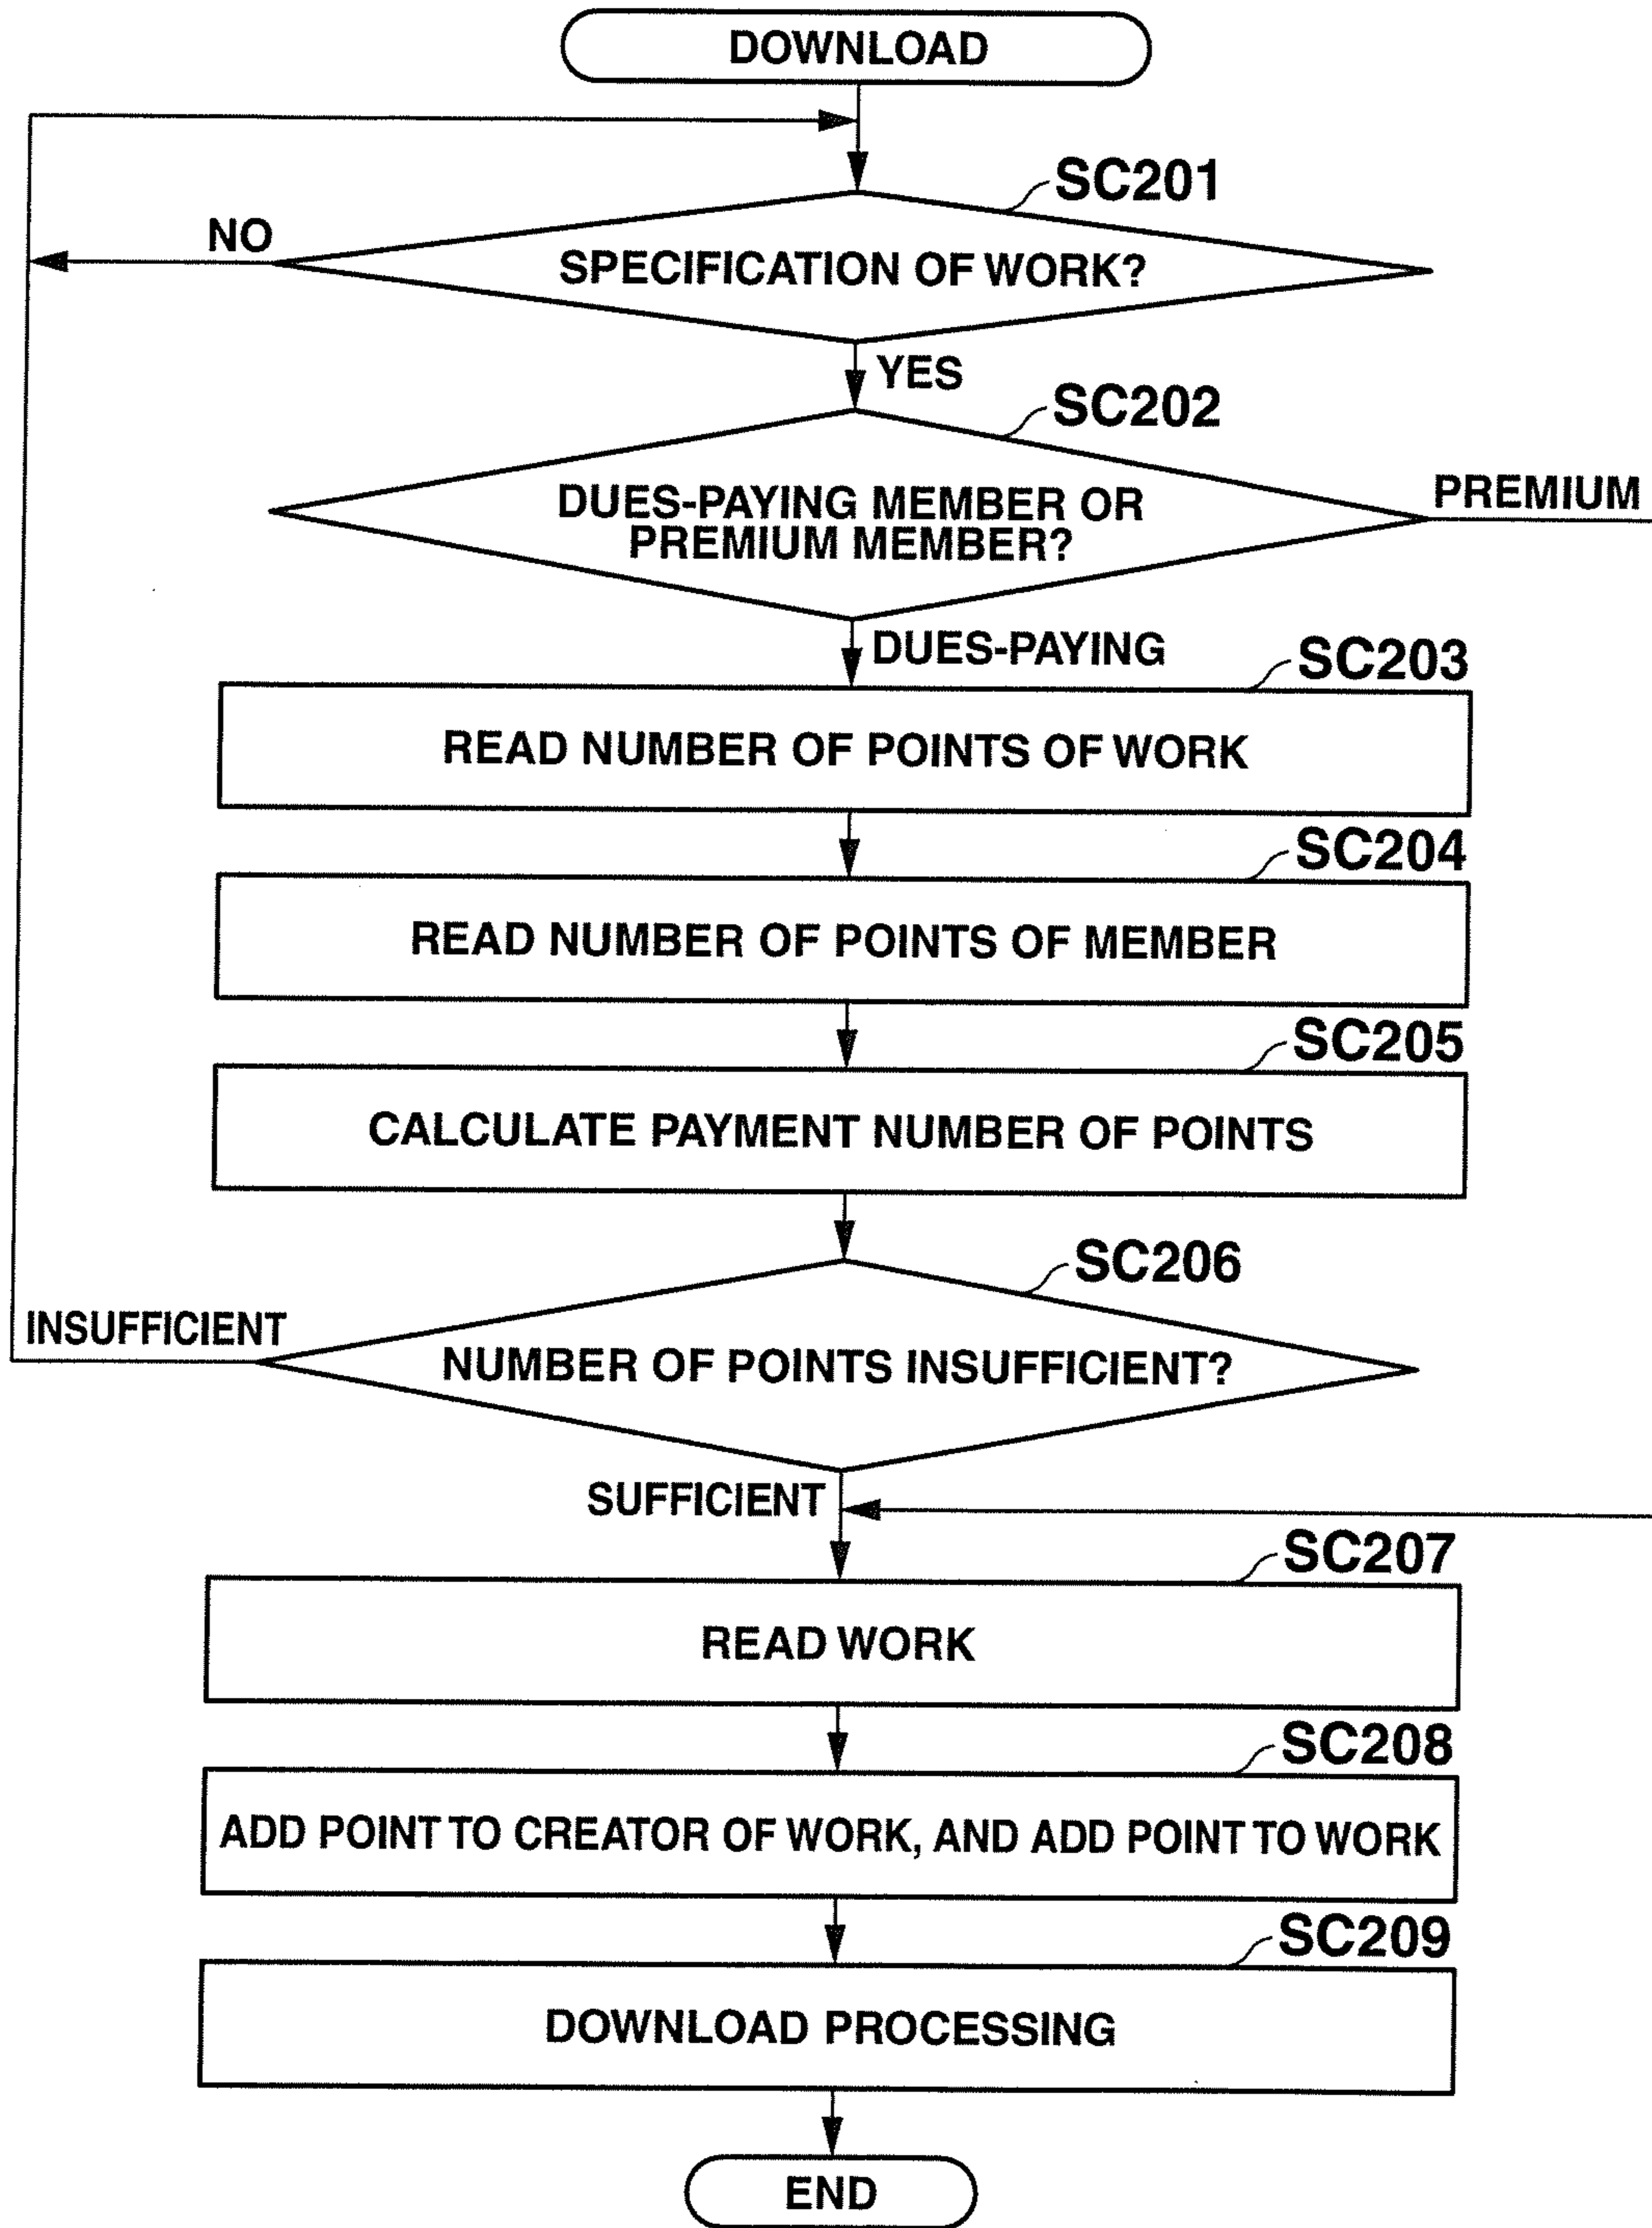 DOWNLOAD
SC201
NO
SPECIFICATION OF WORK?
YES
SC202
PREMIUM
DUES-PAYING MEMBER OR
PREMIUM MEMBER?
DUES-PAYING
SC203
READ NUMBER OF POINTS OF WORK
SC204
READ NUMBER OF POINTS OF MEMBER
SC205
CALCULATE PAYMENT NUMBER OF POINTS
SC206
INSUFFICIENT
NUMBER OF POINTS INSUFFICIENT?
SUFFICIENT
SC207
READ WORK
SC208
ADD POINT TO CREATOR OF WORK, AND ADD POINT TO WORK
SC209
DOWNLOAD PROCESSING
END